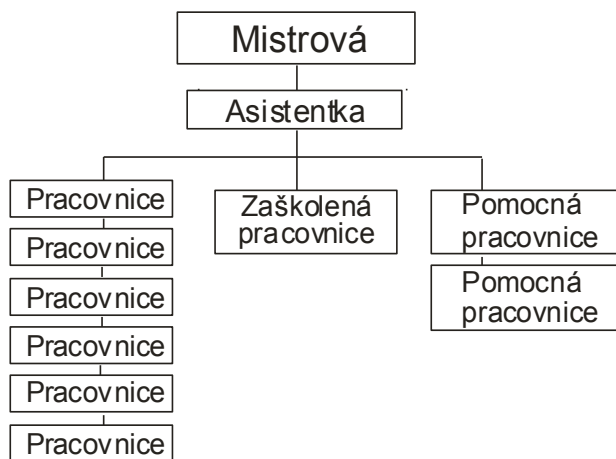 Mistrová
Asistentka
Pracovnice
Pracovnice
Pracovnice
Pracovnice
Pracovnice
Pracovnice
Zaškolená
pracovnice
Pomocná
pracovnice
Pomocná
pracovnice